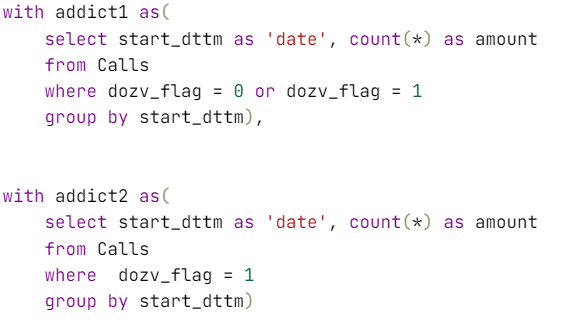 with addict1 as(
    select start_dttm as 'date', count(*) as amount
    from Calls
    where dozv_flag = 0 or dozv_flag = 1
    group by start_dttm),
with addict2 as(
    select start_dttm as 'date', count(*) as amount
    from Calls
    where  dozv_flag = 1
    group by start_dttm)